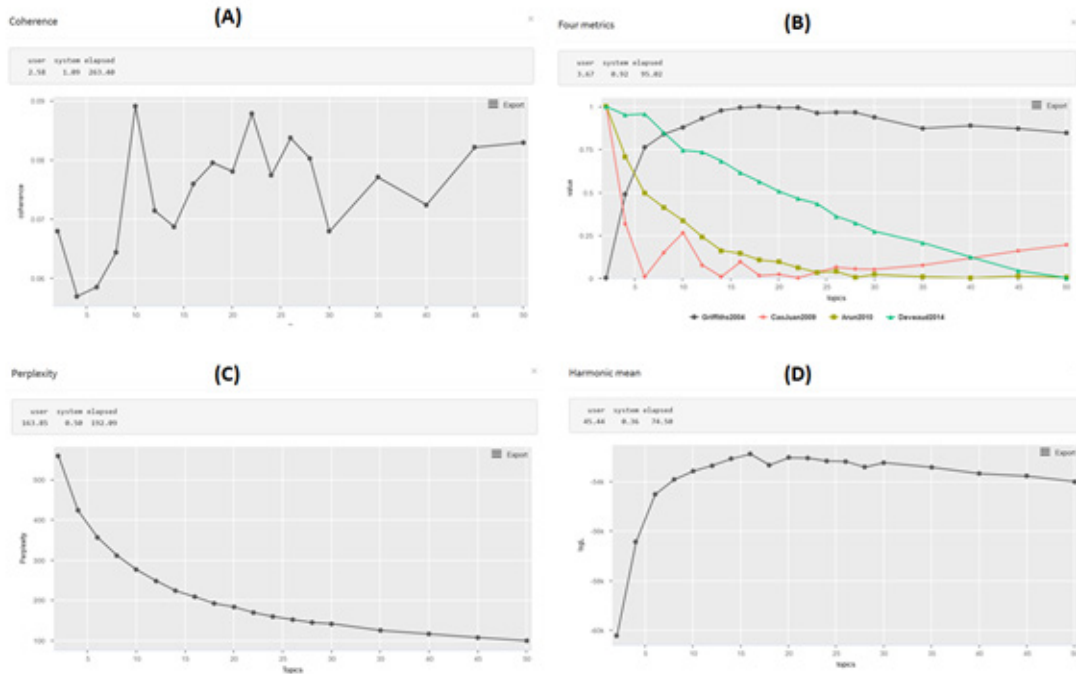 (A)
Coherence
×
user system elapsed
2.58 1.09 263.40
Export
0.09
0.08
0.07
0.06
coherence
5 10 15 20 25 30 35 40 45 50
(B)
Four metrics
×
user system elapsed
3.67 0.92 95.02
Export
1
0.75
0.5
0.25
0
value
5 10 15 20 25 30 35 40 45 50
topics
Griffiths2004 CaoJuan2009 Arun2010 Deveaud2014
(C)
Perplexity
×
user system elapsed
163.05 0.50 192.09
Export
500
400
300
200
100
Perplexity
5 10 15 20 25 30 35 40 45 50
Topics
(D)
Harmonic mean
user system elapsed
45.44 0.36 74.50
Export
-54k
-56k
-58k
-60k
logL
5 10 15 20 25 30 35 40 45 50
topics